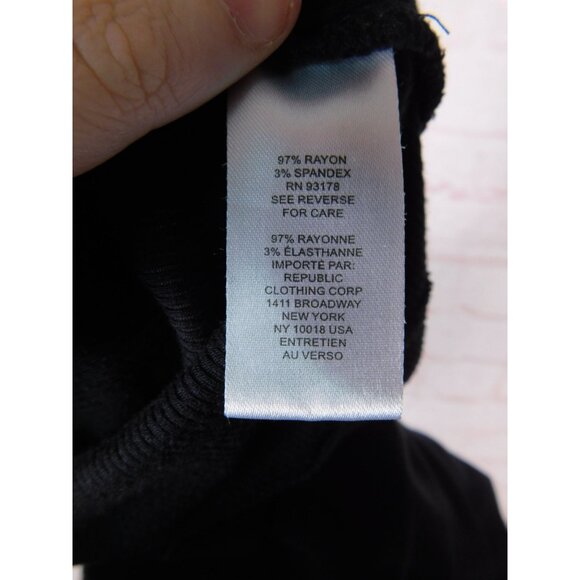 97% RAYON
3% SPANDEX
RN 93178
SEE REVERSE
FOR CARE
97% RAYONNE
3% ÉLASTHANNE
IMPORTÉ PAR:
REPUBLIC
CLOTHING CORP
1411 BROADWAY
NEW YORK
NY 10018 USA
ENTRETIEN
AU VERSO